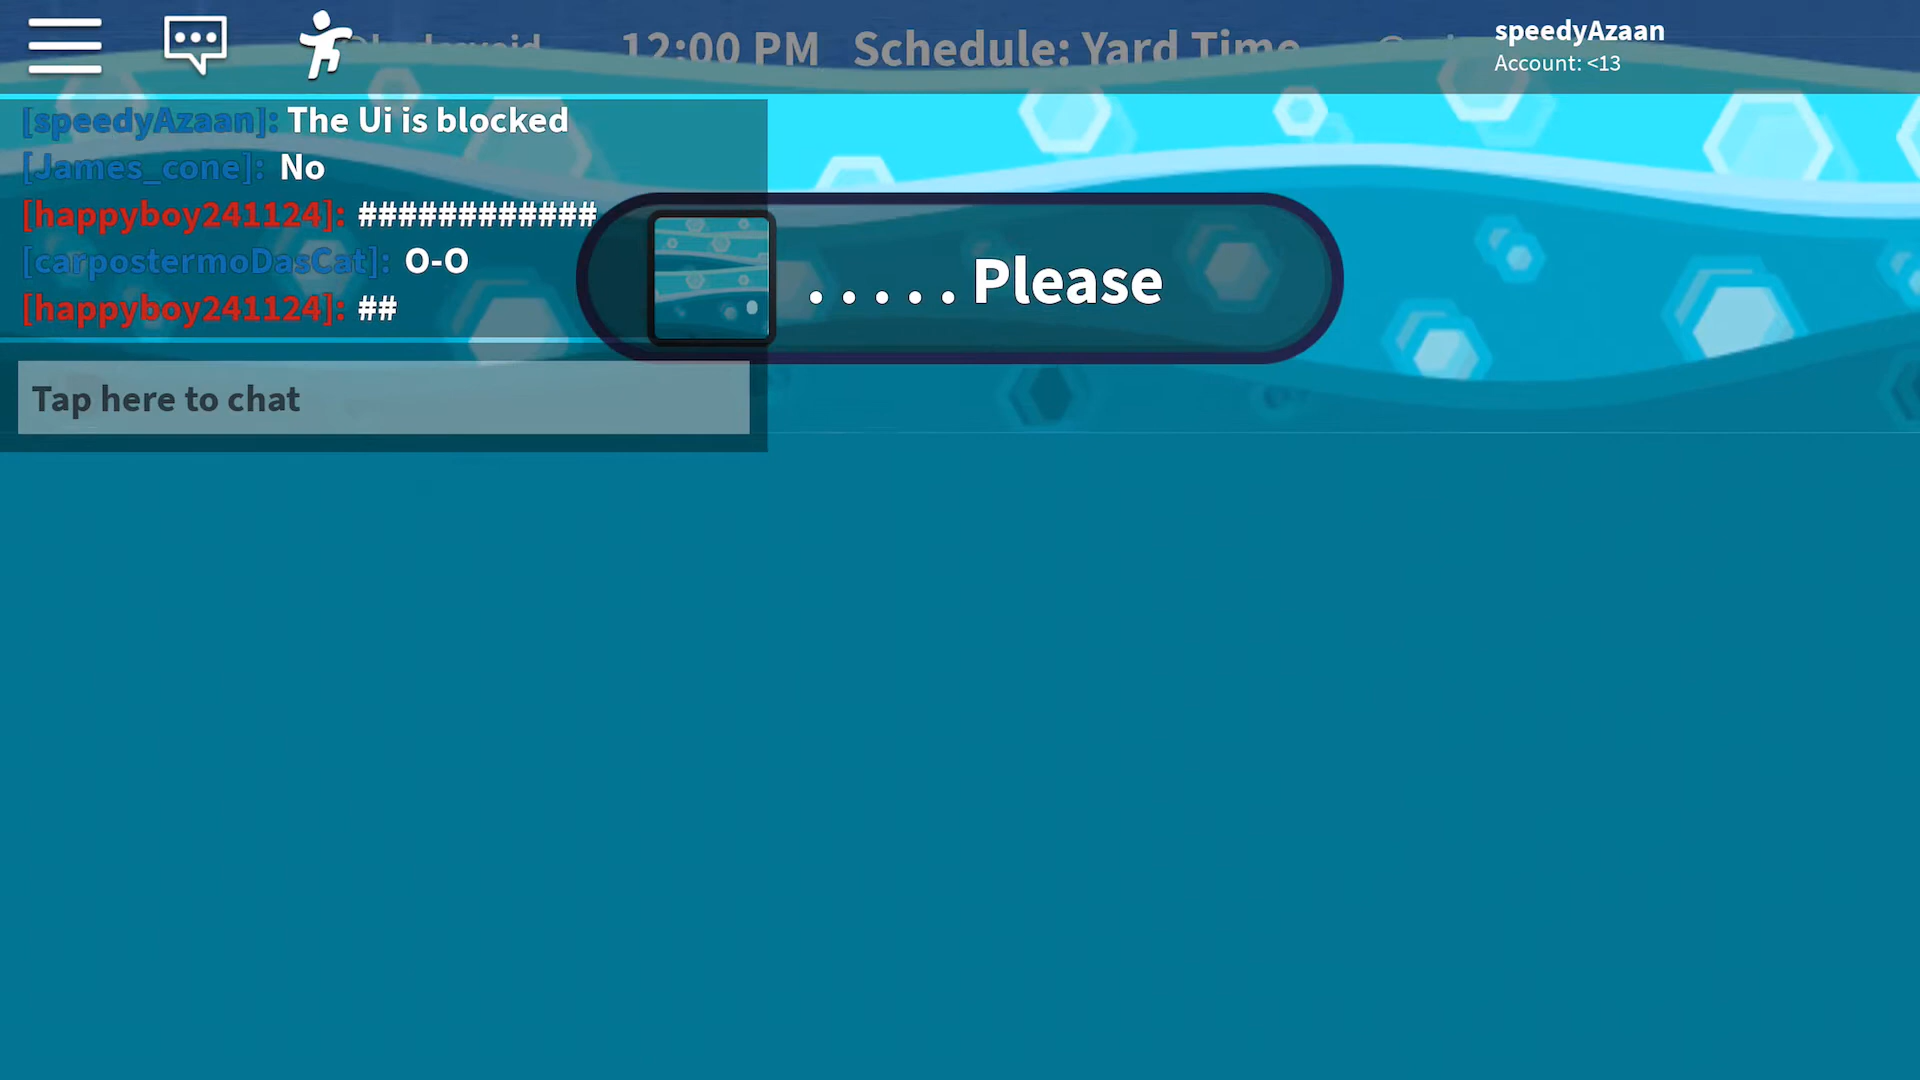 12:00 PM Schedule: Yard Time
speedyAzaan
Account: <13
[speedyAzaan]: The Ui is blocked
[James_cone]: No
[happyboy241124]: ############
[carpostermoDasCat]: O-O
[happyboy241124]: ##
. . . . . Please
Tap here to chat